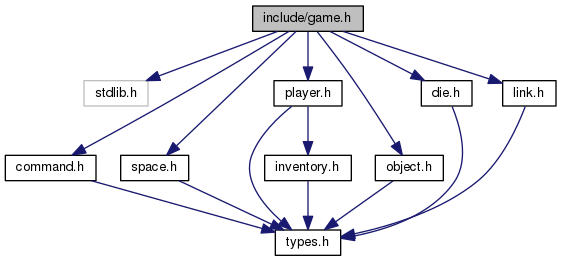 include/game.h
stdlib.h
player.h
die.h
link.h
command.h
space.h
inventory.h
object.h
types.h